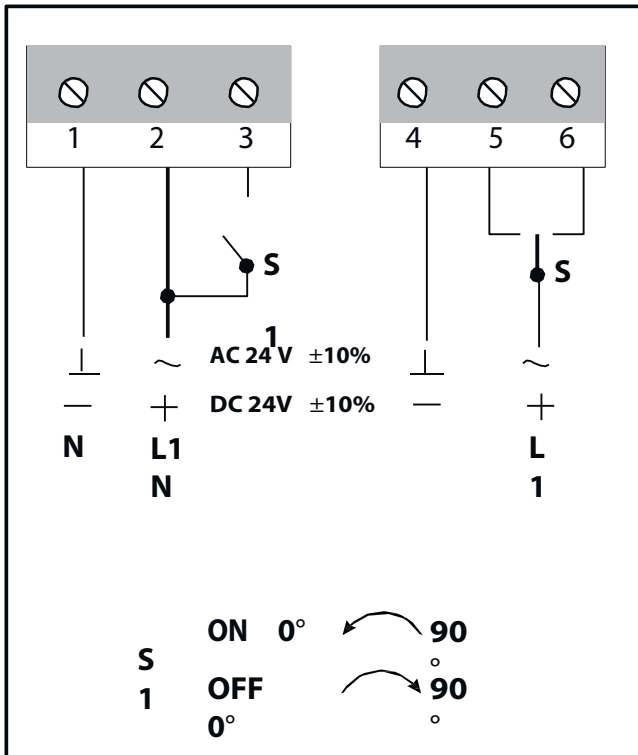 1 2 3
4 5 6
S
S
1
AC 24 V ±10%
~
~
— + DC 24V ±10% — +
N L1 L
N 1
ON 0° 90
°
S
1
OFF 90
0° °